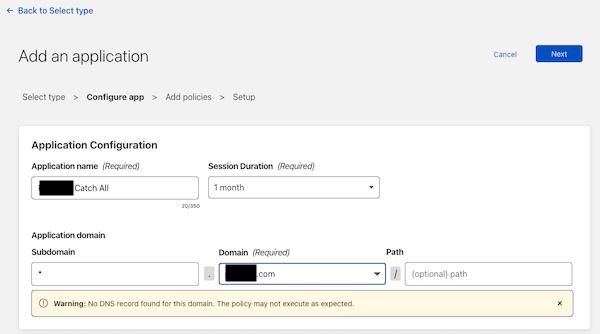 ← Back to Select type
Add an application
Cancel
Next
Select type > Configure app > Add policies > Setup
Application Configuration
Application name (Required)
Session Duration (Required)
Catch All
1 month
20/350
Application domain
Subdomain
Domain (Required)
Path
*
.
.com
/
(optional) path
Warning: No DNS record found for this domain. The policy may not execute as expected.
×